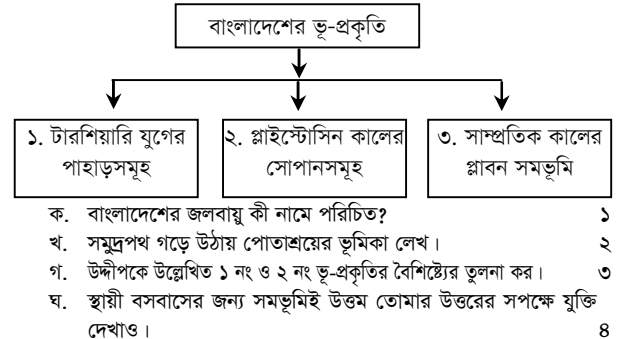 বাংলাদেশের ভূ-প্রকৃতি
১. টারশিয়ারি যুগের
পাহাড়সমূহ
২. প্লাইস্টোসিন কালের
সোপানসমূহ
৩. সাম্প্রতিক কালের
প্লাবন সমভূমি
ক. বাংলাদেশের জলবায়ু কী নামে পরিচিত? ১
খ. সমুদ্রপথ গড়ে উঠায় পোতাশ্রয়ের ভূমিকা লেখ। ২
গ. উদ্দীপকে উল্লেখিত ১ নং ও ২ নং ভূ-প্রকৃতির বৈশিষ্ট্যের তুলনা কর। ৩
ঘ. স্থায়ী বসবাসের জন্য সমভূমিই উত্তম তোমার উত্তরের সপক্ষে যুক্তি
দেখাও। ৪